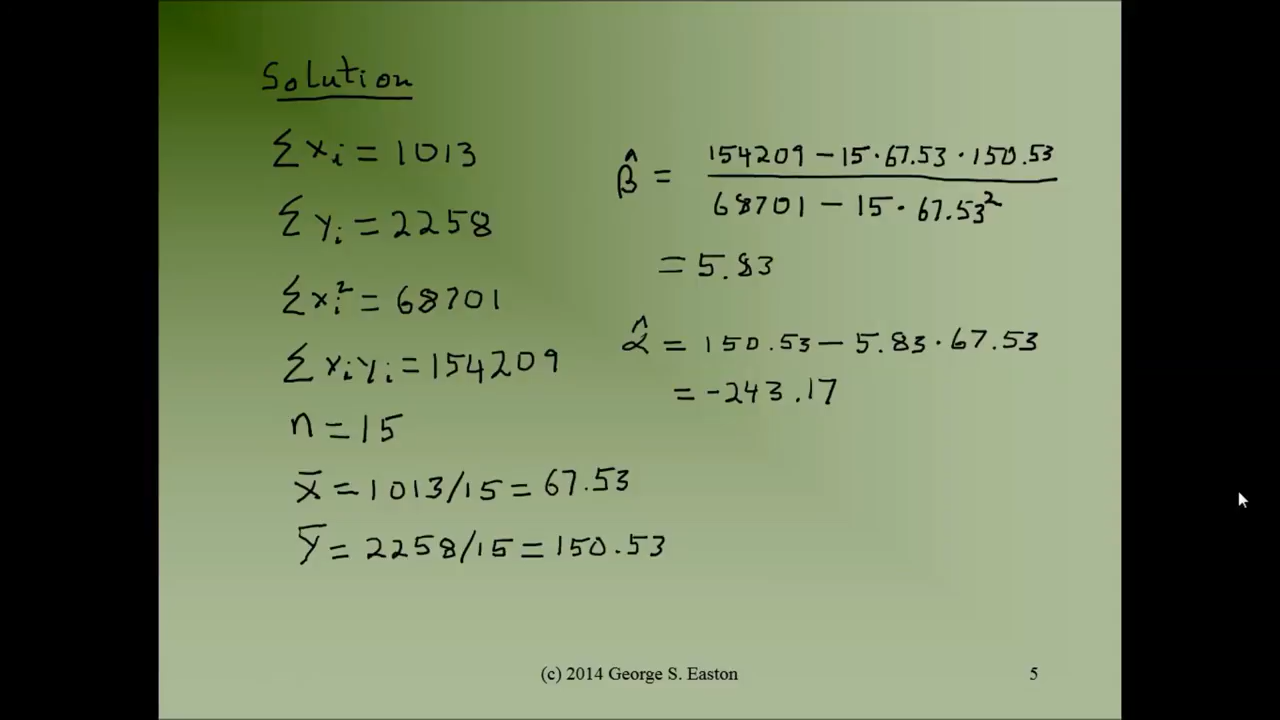 Solution
Σxi = 1013
Σyi = 2258
Σxi² = 68701
Σxiyi = 154209
n = 15
x̄ = 1013/15 = 67.53
ȳ = 2258/15 = 150.53
β̂ = (154209 − 15·67.53·150.53) / (68701 − 15·67.53²)
= 5.83
α̂ = 150.53 − 5.83·67.53
= -243.17
(c) 2014 George S. Easton
5